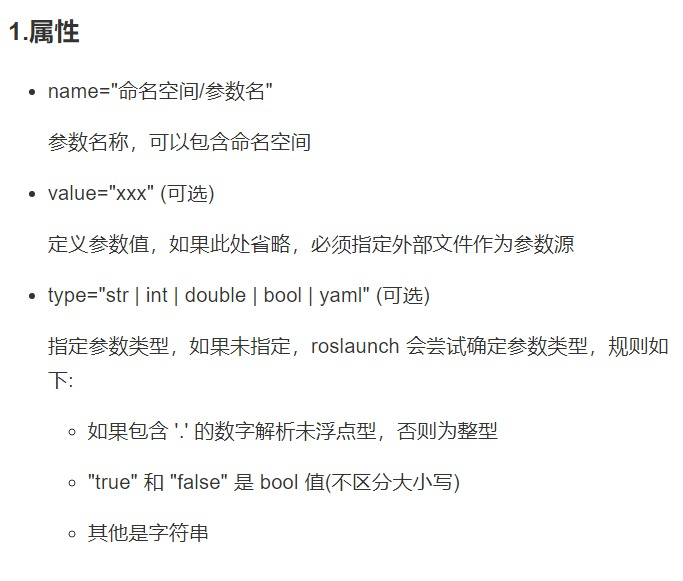 1.属性
name="命名空间/参数名"
参数名称，可以包含命名空间
value="xxx" (可选)
定义参数值，如果此处省略，必须指定外部文件作为参数源
type="str | int | double | bool | yaml" (可选)
指定参数类型，如果未指定，roslaunch 会尝试确定参数类型，规则如
下:
如果包含 '.' 的数字解析未浮点型，否则为整型
"true" 和 "false" 是 bool 值(不区分大小写)
其他是字符串